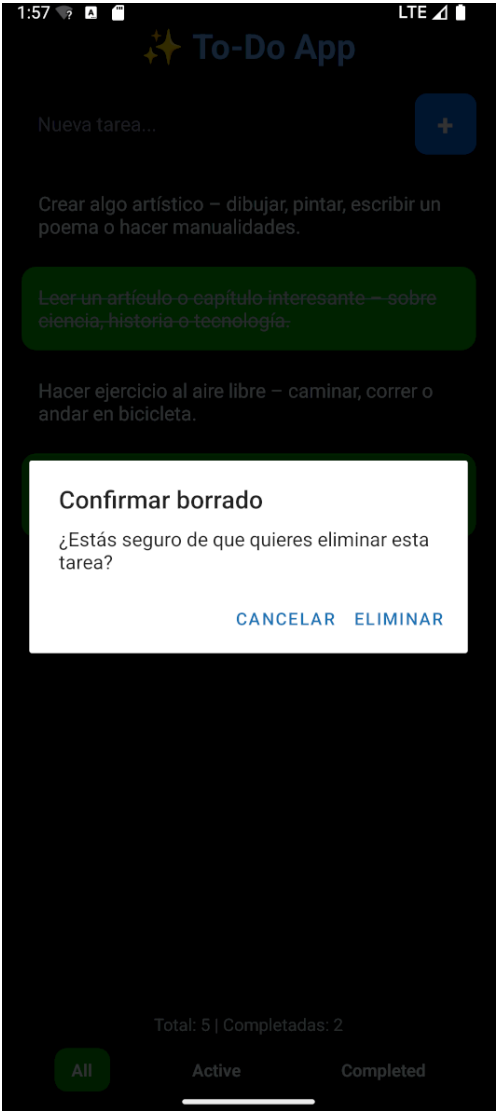 1:57 LTE
✨ To-Do App
Nueva tarea...
+
Crear algo artístico – dibujar, pintar, escribir un
poema o hacer manualidades.
Leer un artículo o capítulo interesante – sobre
ciencia, historia o tecnología.
Hacer ejercicio al aire libre – caminar, correr o
andar en bicicleta.
Confirmar borrado
¿Estás seguro de que quieres eliminar esta
tarea?
CANCELAR ELIMINAR
Total: 5 | Completadas: 2
All Active Completed